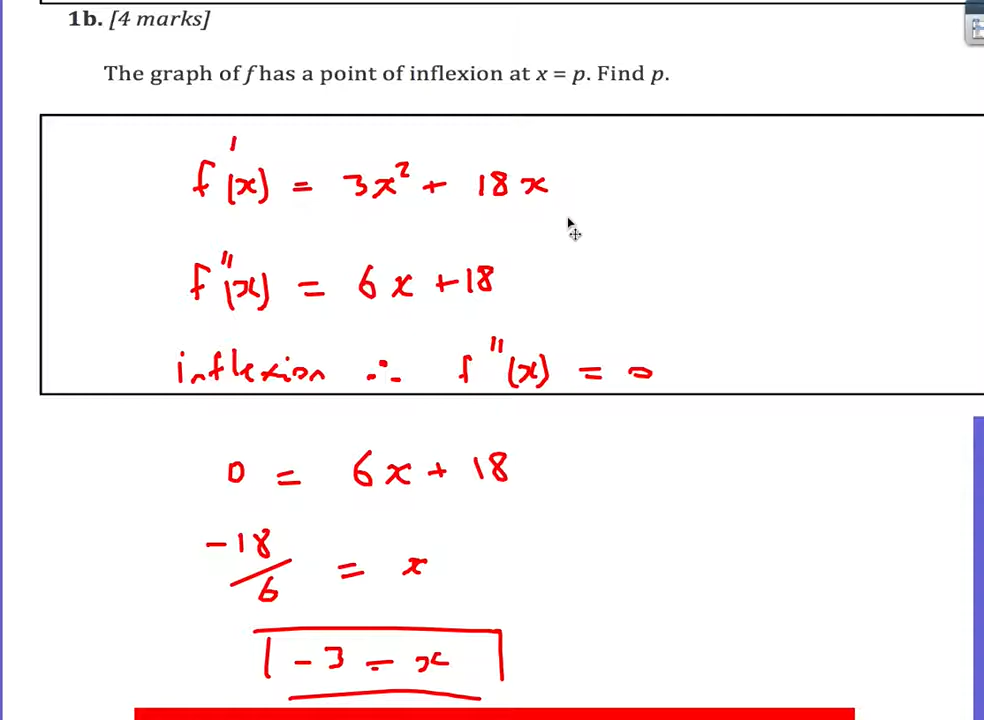 1b. [4 marks]
The graph of f has a point of inflexion at x = p. Find p.
f'(x) = 3x² + 18x
f''(x) = 6x + 18
inflexion ∴ f''(x) = 0
0 = 6x + 18
-18/6 = x
-3 = x